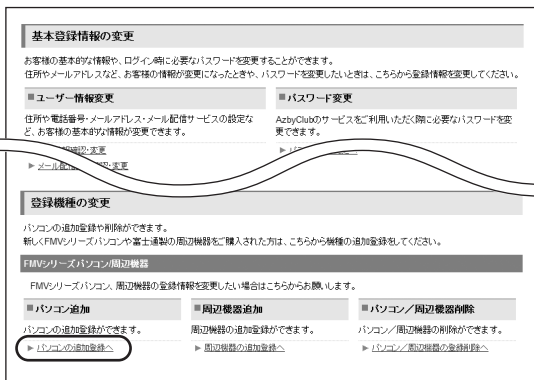 基本登録情報の変更
お客様の基本的な情報や、ログイン時に必要なパスワードを変更することができます。
住所やメールアドレスなど、お客様の情報が変更になったときや、パスワードを変更したいときは、こちらから登録情報を変更してください。
■ユーザー情報変更
■パスワード変更
住所や電話番号・メールアドレス・メール配信サービスの設定な
ど、お客様の基本的な情報が変更できます。
AzbyClubのサービスをご利用いただく際に必要なパスワードを変
更できます。
変更
▶ メール配信 変更
登録機種の変更
パソコンの追加登録や削除ができます。
新しくFMVシリーズパソコンや富士通製の周辺機器をご購入された方は、こちらから機種の追加登録をしてください。
FMVシリーズパソコン/周辺機器
FMVシリーズパソコン、周辺機器の登録情報を変更したい場合はこちらからお願いします。
■パソコン追加
■周辺機器追加
■パソコン／周辺機器削除
パソコンの追加登録ができます。
周辺機器の追加登録ができます。
パソコン／周辺機器の削除ができます。
▶ パソコンの追加登録へ
▶ 周辺機器の追加登録へ
▶ パソコン／周辺機器の登録削除へ